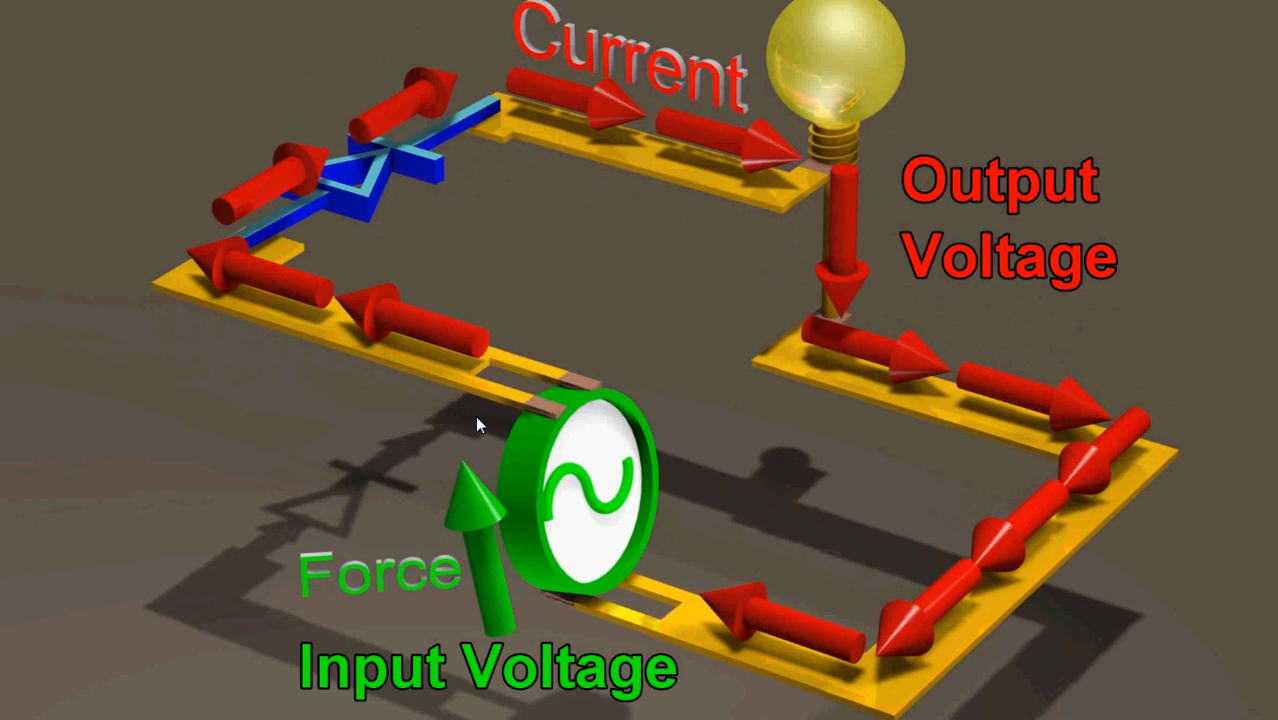 Current
Output
Voltage
Force
Input Voltage